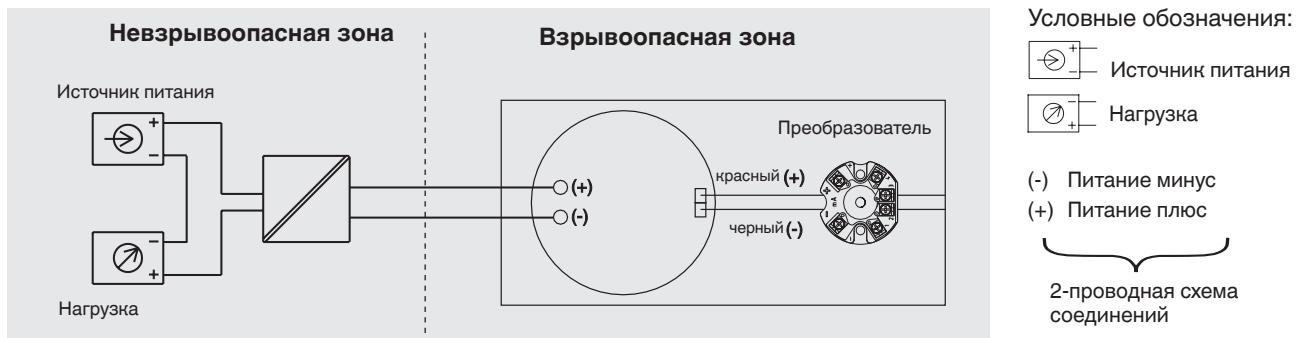 Невзрывоопасная зона
Взрывоопасная зона
Источник питания
+
−
−
+
Нагрузка
(+)
(-)
Преобразователь
красный (+)
черный (-)
mA
Условные обозначения:
+
−
Источник питания
−
+
Нагрузка
(-) Питание минус
(+) Питание плюс
2-проводная схема
соединений